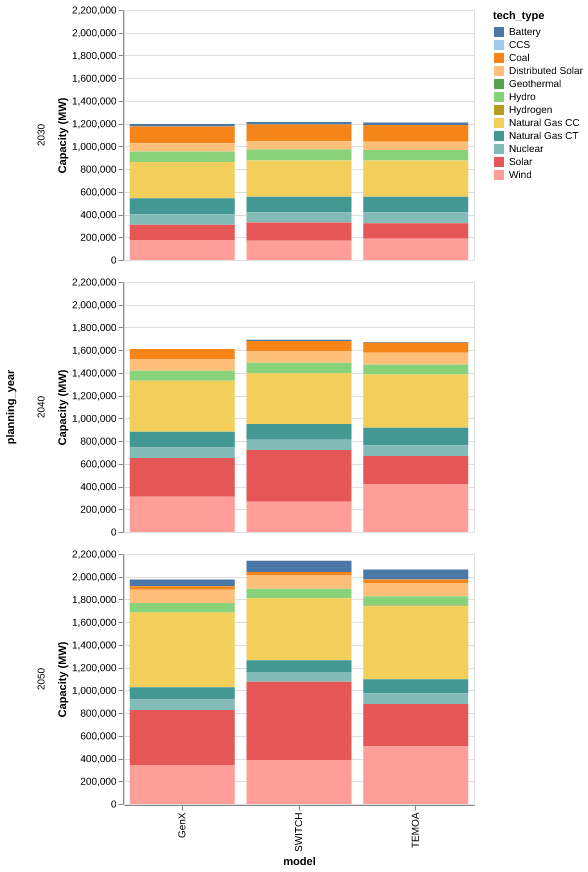 planning_year
2030
Capacity (MW)
2,200,000
2,000,000
1,800,000
1,600,000
1,400,000
1,200,000
1,000,000
800,000
600,000
400,000
200,000
0
2040
Capacity (MW)
2,200,000
2,000,000
1,800,000
1,600,000
1,400,000
1,200,000
1,000,000
800,000
600,000
400,000
200,000
0
2050
Capacity (MW)
2,200,000
2,000,000
1,800,000
1,600,000
1,400,000
1,200,000
1,000,000
800,000
600,000
400,000
200,000
0
GenX
SWITCH
TEMOA
model
tech_type
Battery
CCS
Coal
Distributed Solar
Geothermal
Hydro
Hydrogen
Natural Gas CC
Natural Gas CT
Nuclear
Solar
Wind